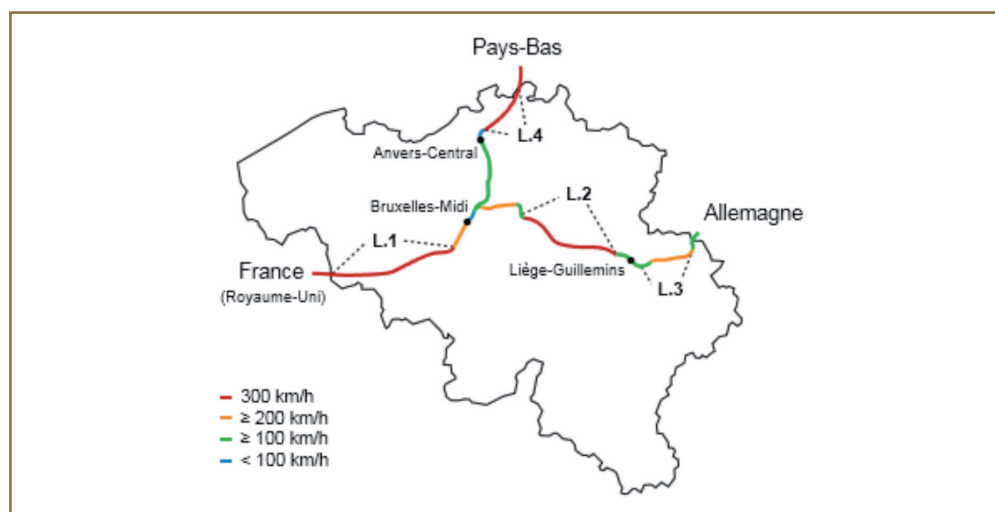 Pays-Bas
L.4
Anvers-Central
L.2
Bruxelles-Midi
Allemagne
L.1
France
(Royaume-Uni)
Liège-Guillemins
L.3
300 km/h
≥ 200 km/h
≥ 100 km/h
< 100 km/h